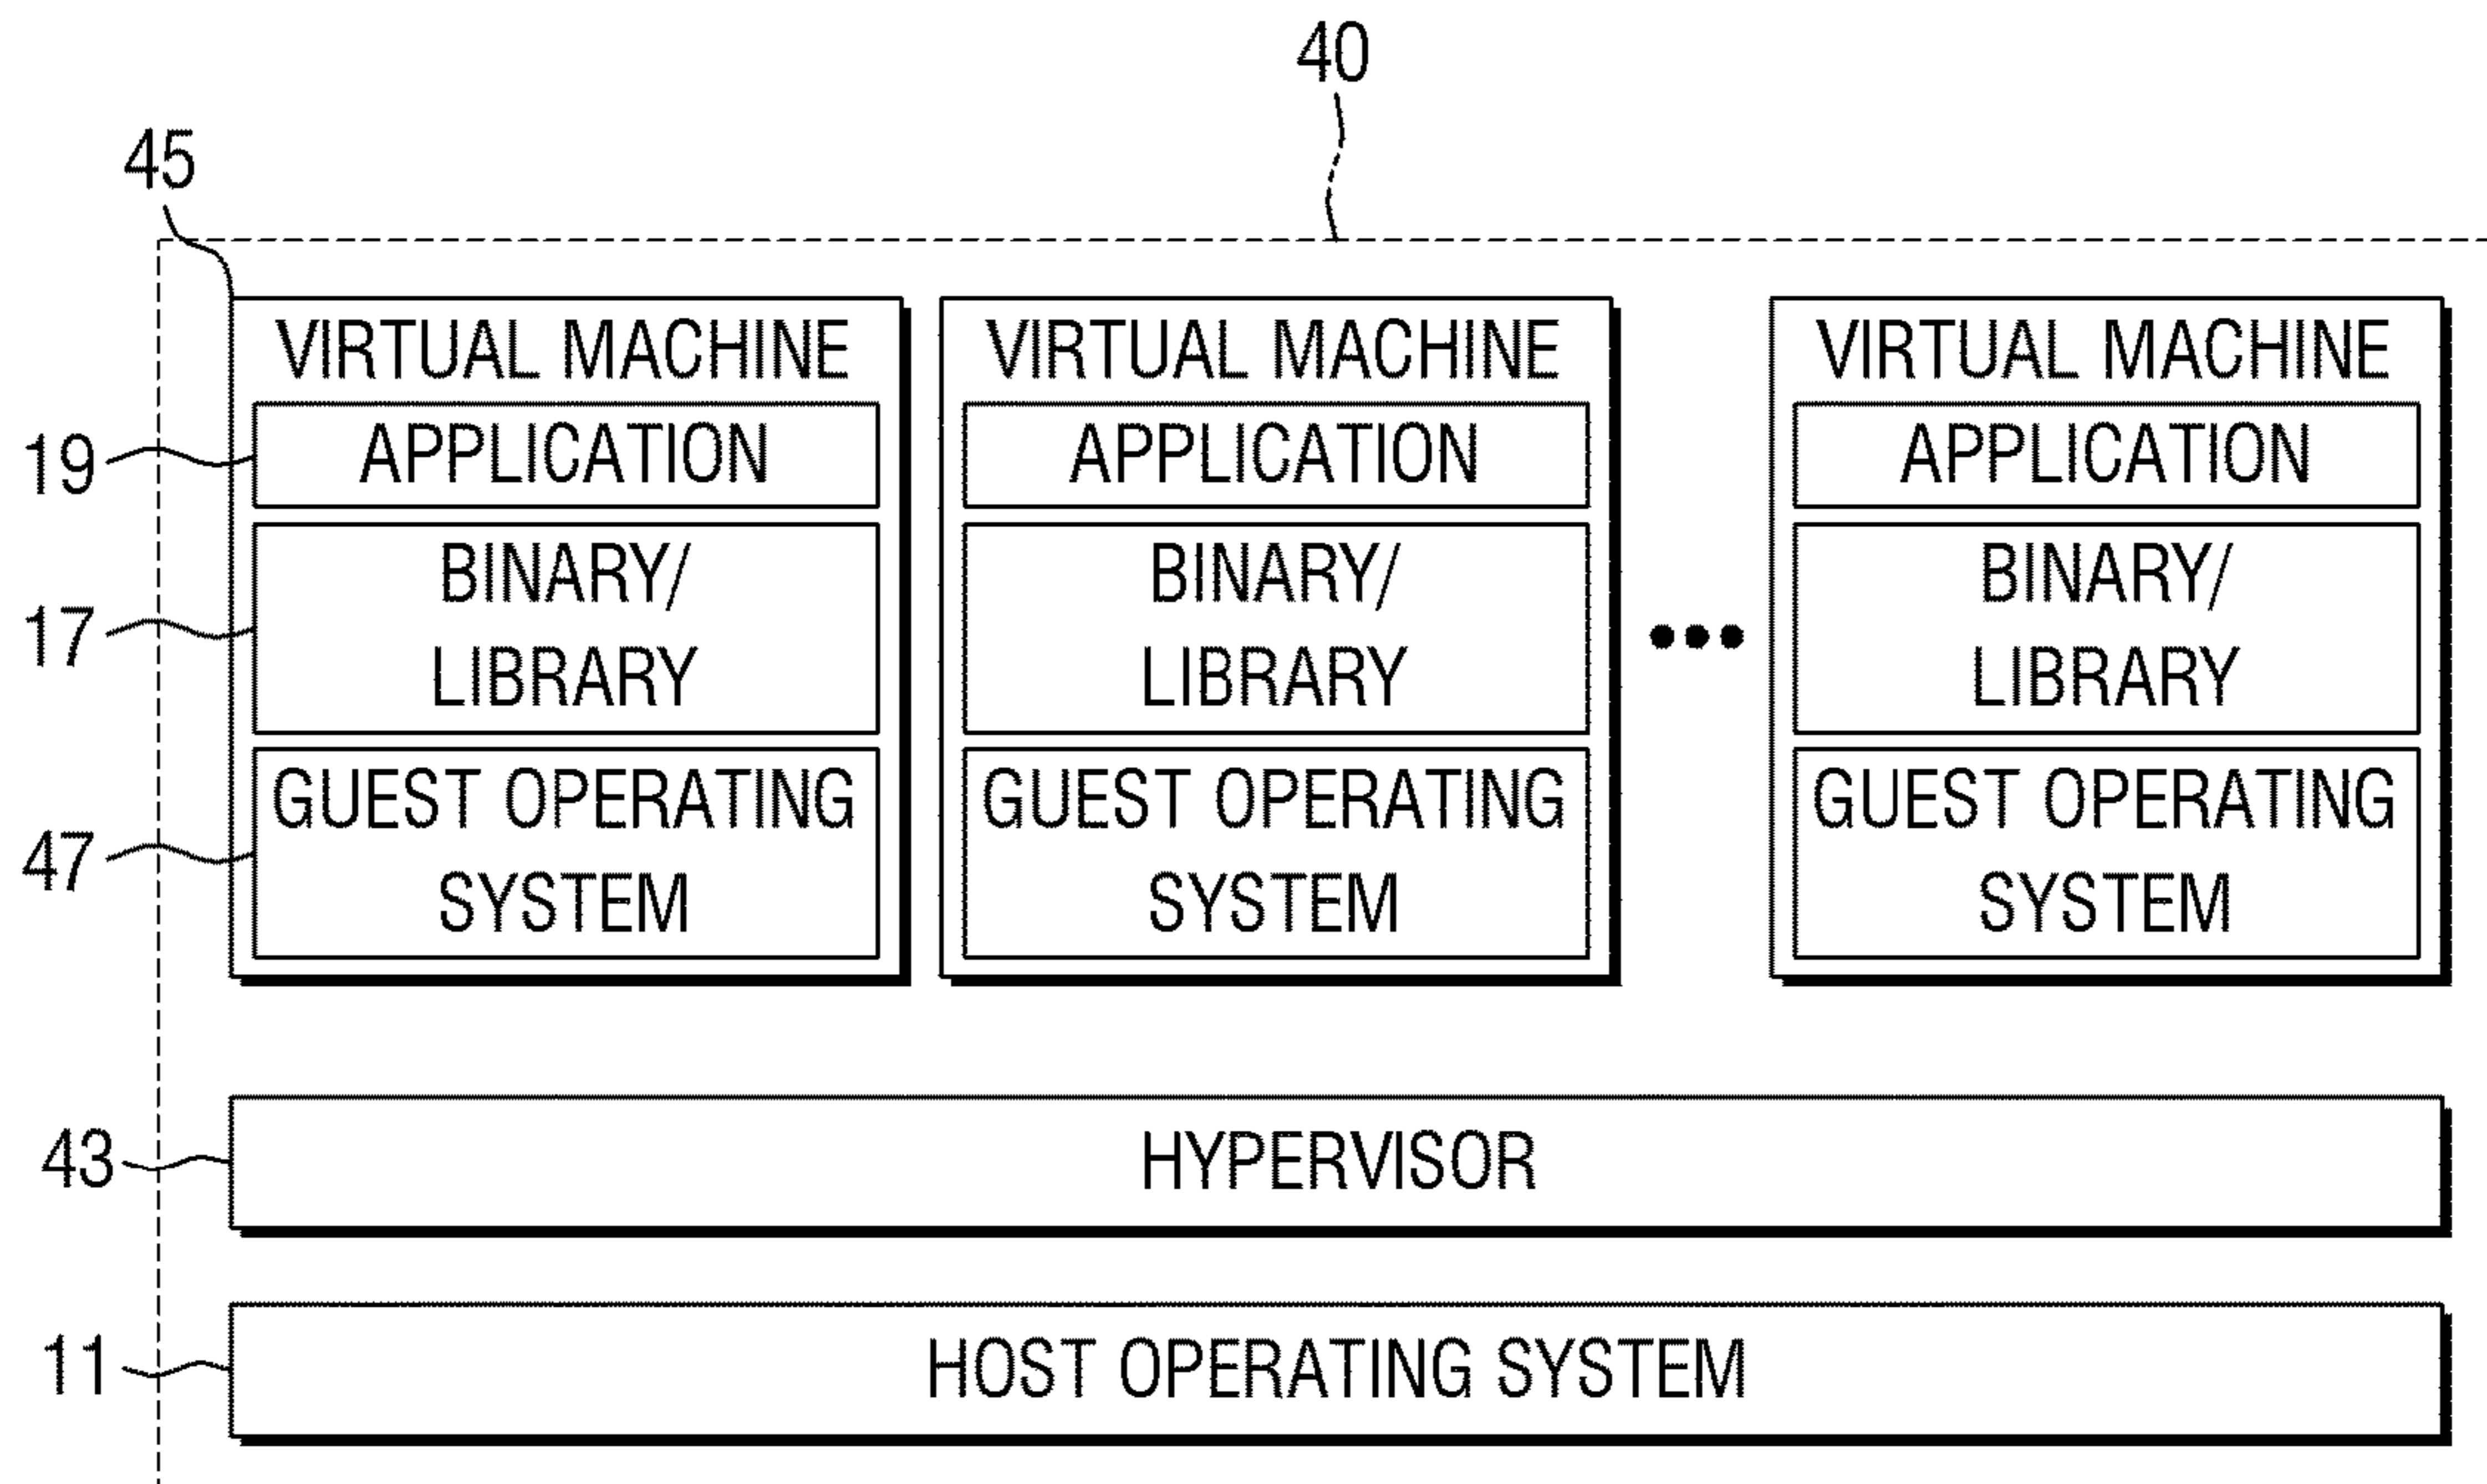 40
45
VIRTUAL MACHINE VIRTUAL MACHINE VIRTUAL MACHINE
19 APPLICATION APPLICATION APPLICATION
BINARY/ BINARY/ BINARY/
17
LIBRARY LIBRARY ••• LIBRARY
GUEST OPERATING GUEST OPERATING GUEST OPERATING
47
SYSTEM SYSTEM SYSTEM
43 HYPERVISOR
11 HOST OPERATING SYSTEM